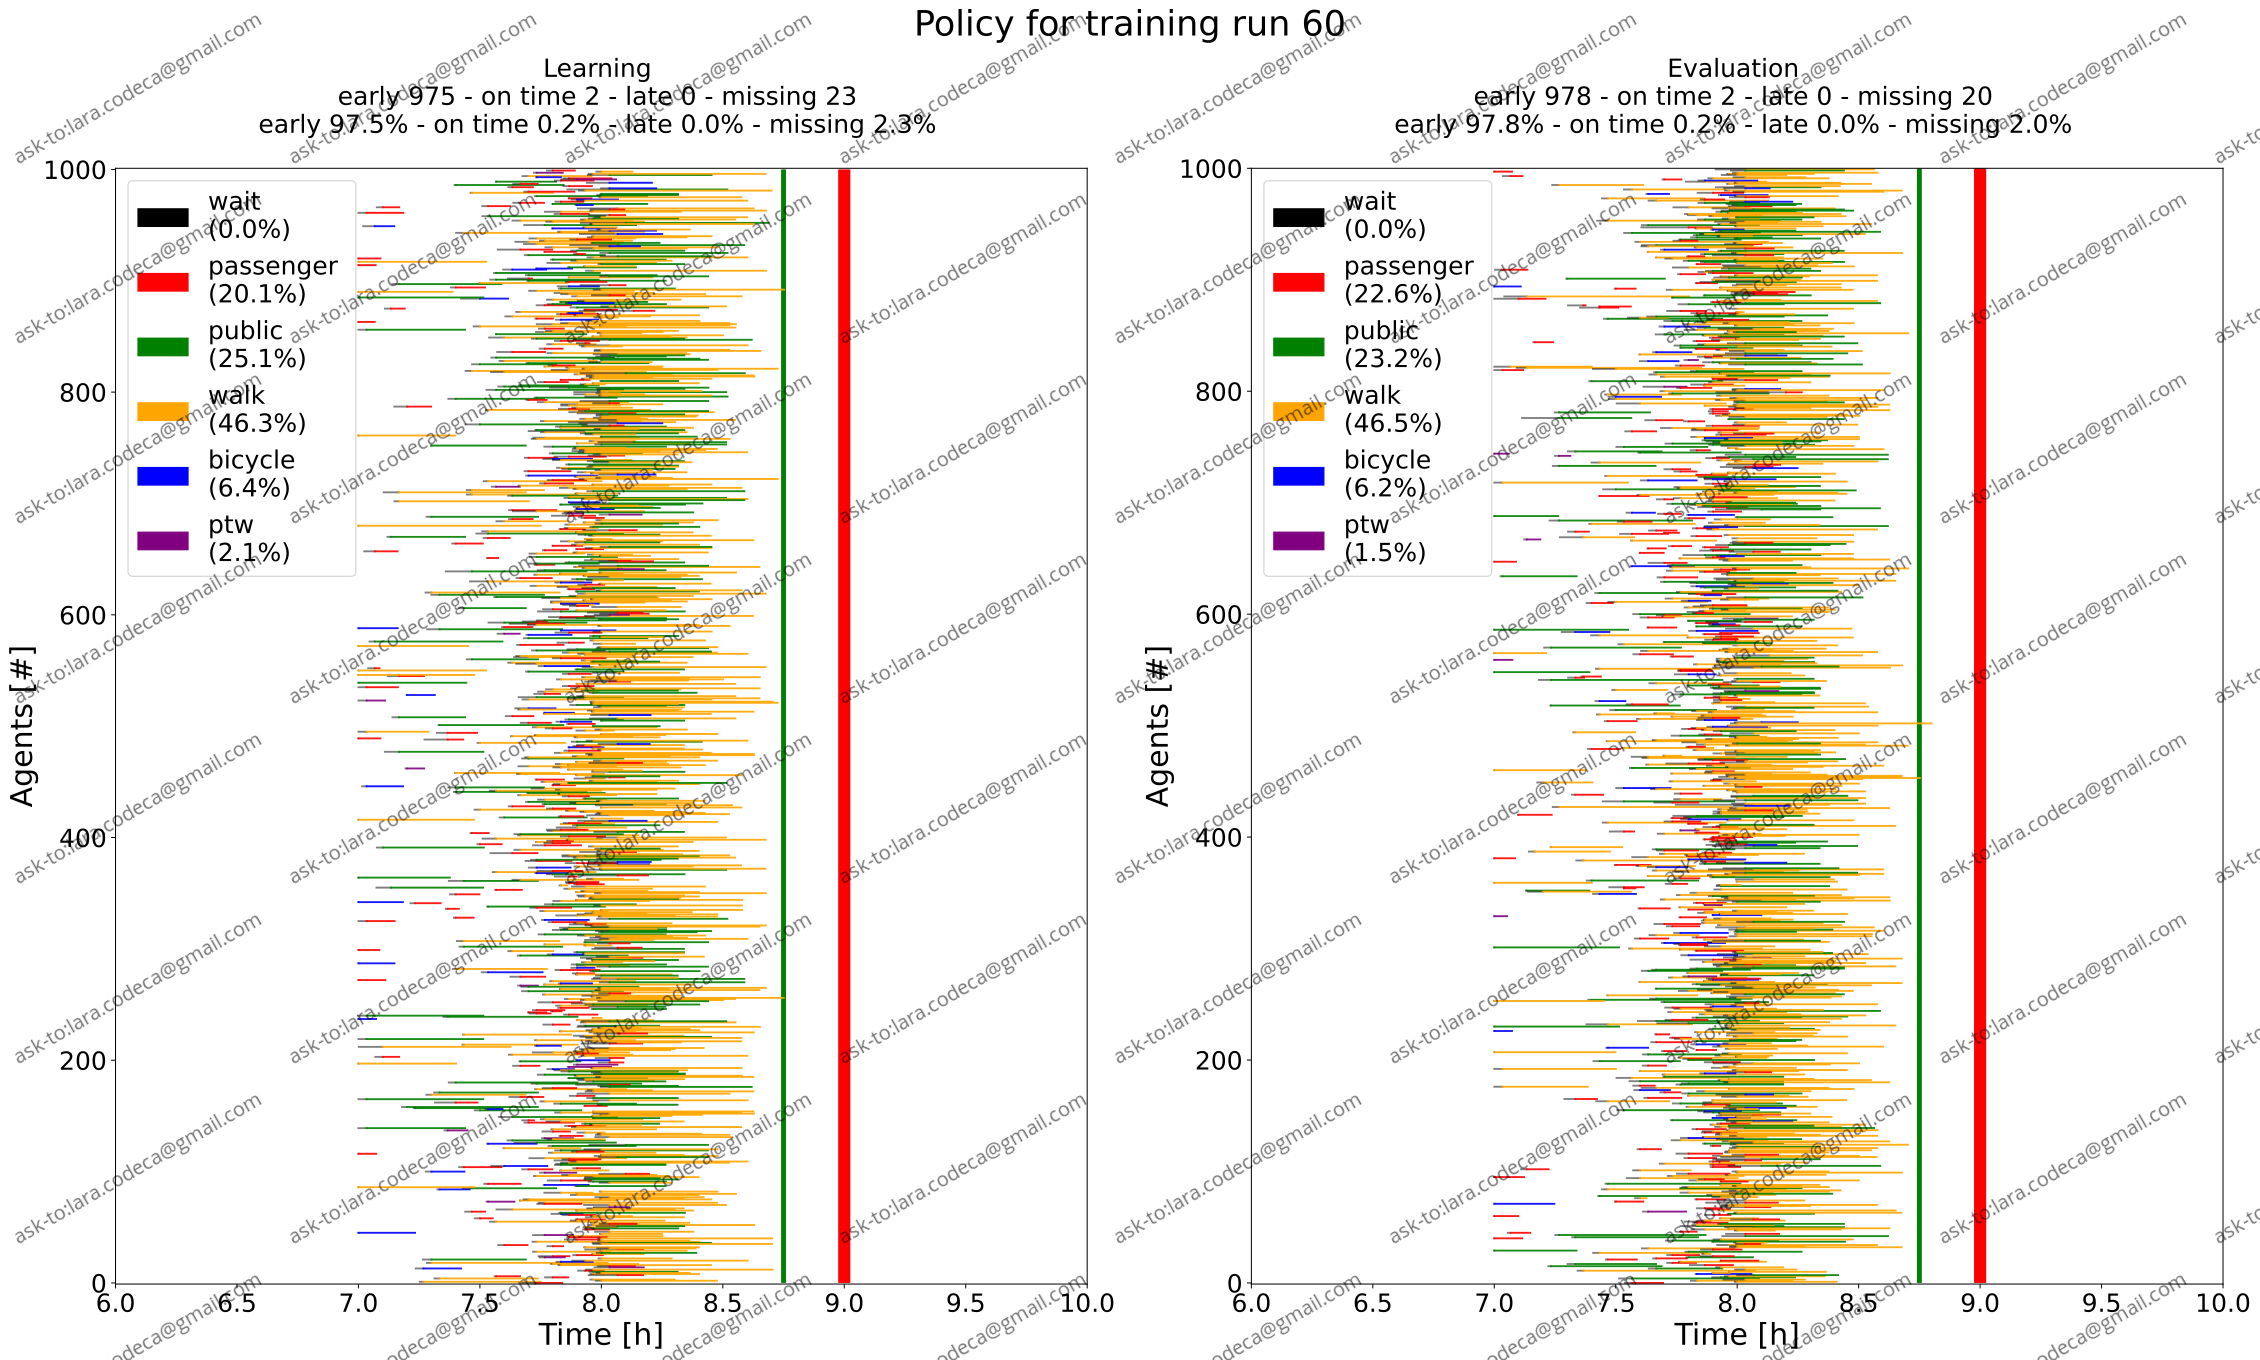 Policy for training run 60
Learning
early 975 - on time 2 - late 0 - missing 23
early 97.5% - on time 0.2% - late 0.0% - missing 2.3%
1000
800
600
400
200
0
Agents [#]
wait
(0.0%)
passenger
(20.1%)
public
(25.1%)
walk
(46.3%)
bicycle
(6.4%)
ptw
(2.1%)
6.0 6.5 7.0 7.5 8.0 8.5 9.0 9.5 10.0
Time [h]
Evaluation
early 978 - on time 2 - late 0 - missing 20
early 97.8% - on time 0.2% - late 0.0% - missing 2.0%
1000
800
600
400
200
0
Agents [#]
wait
(0.0%)
passenger
(22.6%)
public
(23.2%)
walk
(46.5%)
bicycle
(6.2%)
ptw
(1.5%)
6.0 6.5 7.0 7.5 8.0 8.5 9.0 9.5 10.0
Time [h]
ask-to:lara.codeca@gmail.com